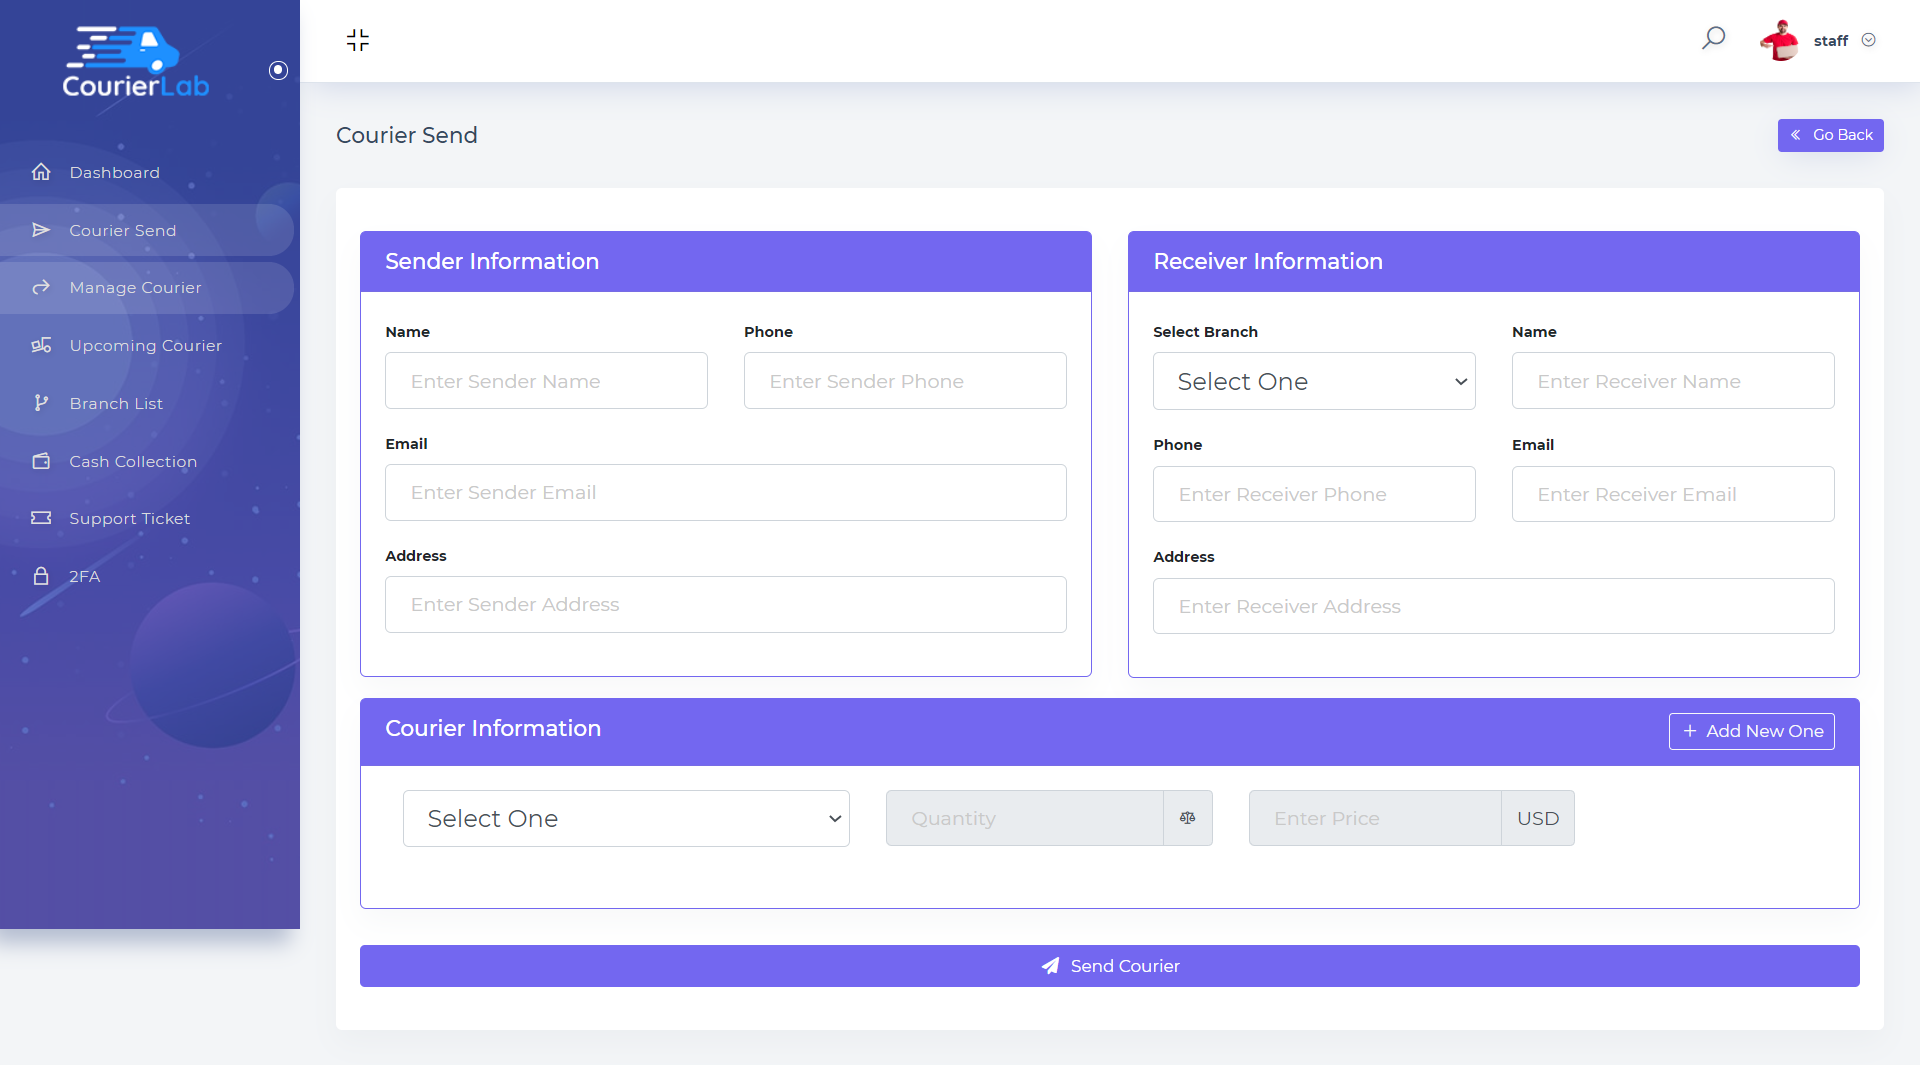 CourierLab
Dashboard
Courier Send
Manage Courier
Upcoming Courier
Branch List
Cash Collection
Support Ticket
2FA
staff
Courier Send
Go Back
Sender Information
Name
Phone
Enter Sender Name
Enter Sender Phone
Email
Enter Sender Email
Address
Enter Sender Address
Receiver Information
Select Branch
Name
Select One
Enter Receiver Name
Phone
Email
Enter Receiver Phone
Enter Receiver Email
Address
Enter Receiver Address
Courier Information
Add New One
Select One
Quantity
Enter Price
USD
Send Courier